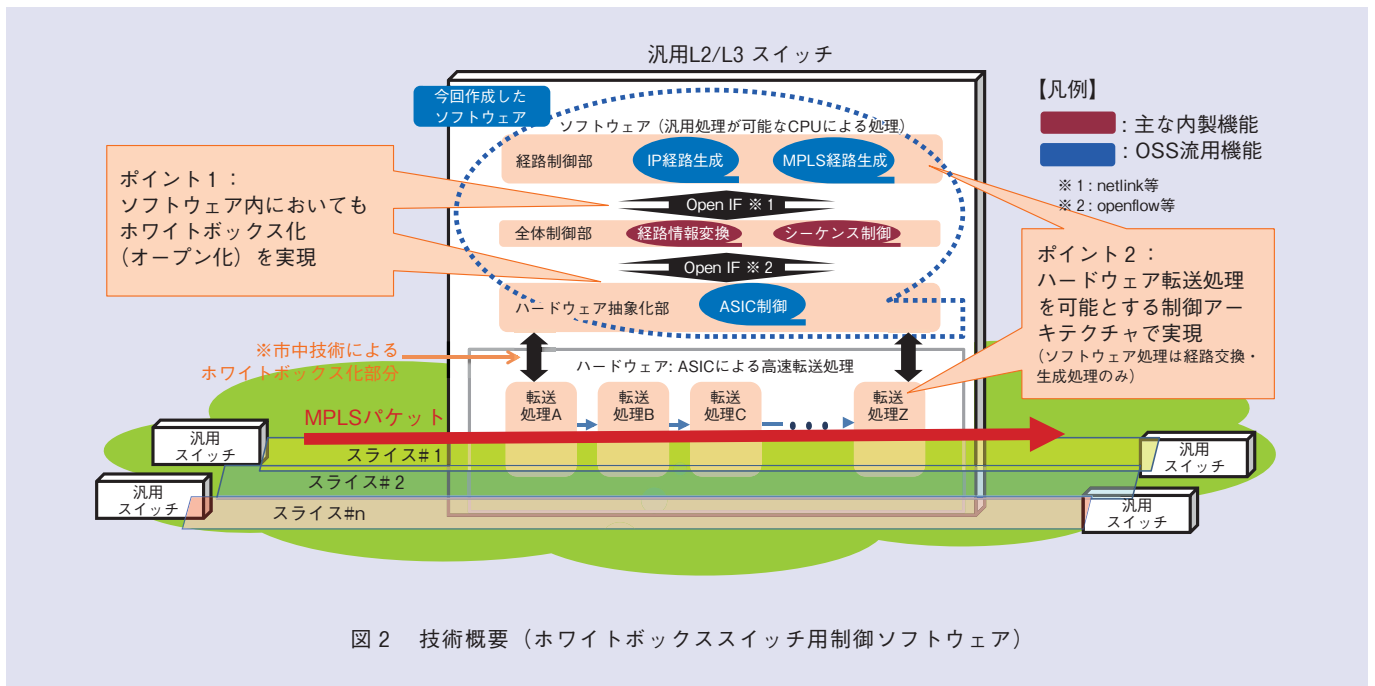 汎用L2/L3 スイッチ
今回作成した
ソフトウェア
ソフトウェア（汎用処理が可能なCPUによる処理）
経路制御部
IP経路生成
MPLS経路生成
Open IF ※ 1
全体制御部
経路情報変換
シーケンス制御
Open IF ※ 2
ハードウェア抽象化部
ASIC制御
【凡例】
: 主な内製機能
: OSS流用機能
※ 1 : netlink等
※ 2 : openflow等
ポイント 1 :
ソフトウェア内においても
ホワイトボックス化
（オープン化）を実現
ポイント 2 :
ハードウェア転送処理
を可能とする制御アー
キテクチャで実現
（ソフトウェア処理は経路交換・
生成処理のみ）
※市中技術による
ホワイトボックス化部分
ハードウェア: ASICによる高速転送処理
転送
処理A
転送
処理B
転送
処理C
転送
処理Z
MPLSパケット
汎用
スイッチ
スライス# 1
汎用
スイッチ
スライス# 2
汎用
スイッチ
スライス#n
汎用
スイッチ
図 2　技術概要（ホワイトボックススイッチ用制御ソフトウェア）